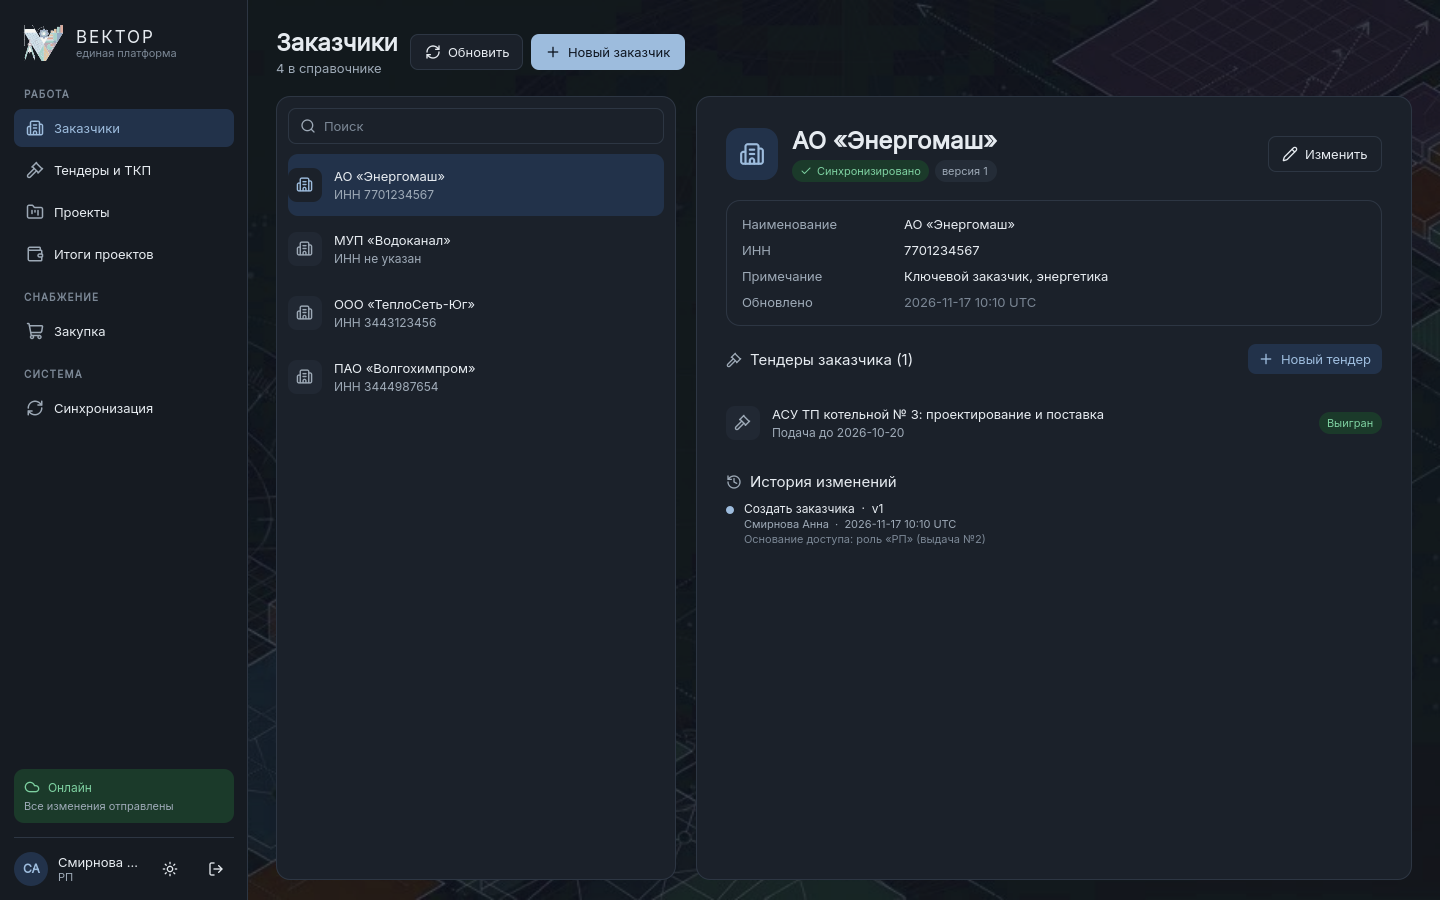 ВЕКТОР
единая платформа
РАБОТА
Заказчики
Тендеры и ТКП
Проекты
Итоги проектов
СНАБЖЕНИЕ
Закупка
СИСТЕМА
Синхронизация
Онлайн
Все изменения отправлены
СА
Смирнова ...
РП
Заказчики
4 в справочнике
Обновить
Новый заказчик
Поиск
АО «Энергомаш»
ИНН 7701234567
МУП «Водоканал»
ИНН не указан
ООО «ТеплоСеть-Юг»
ИНН 3443123456
ПАО «Волгохимпром»
ИНН 3444987654
АО «Энергомаш»
Синхронизировано
версия 1
Изменить
Наименование АО «Энергомаш»
ИНН 7701234567
Примечание Ключевой заказчик, энергетика
Обновлено 2026-11-17 10:10 UTC
Тендеры заказчика (1)
Новый тендер
АСУ ТП котельной № 3: проектирование и поставка
Подача до 2026-10-20
Выигран
История изменений
Создать заказчика · v1
Смирнова Анна · 2026-11-17 10:10 UTC
Основание доступа: роль «РП» (выдача №2)